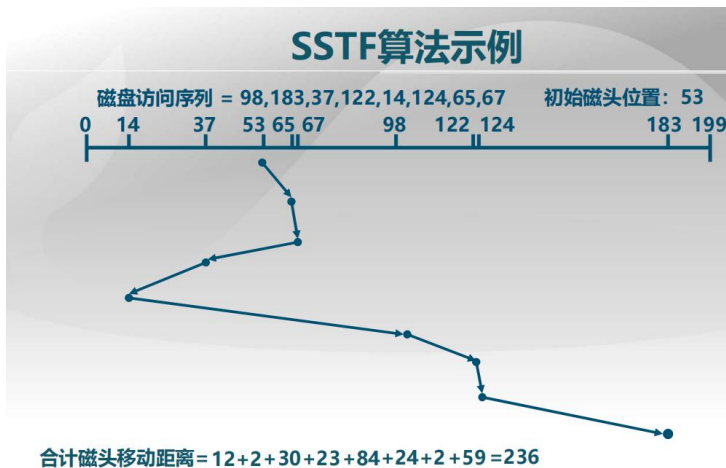 SSTF算法示例
磁盘访问序列 = 98,183,37,122,14,124,65,67 初始磁头位置：53
0 14 37 53 65 67 98 122 124 183 199
合计磁头移动距离=12+2+30+23+84+24+2+59=236